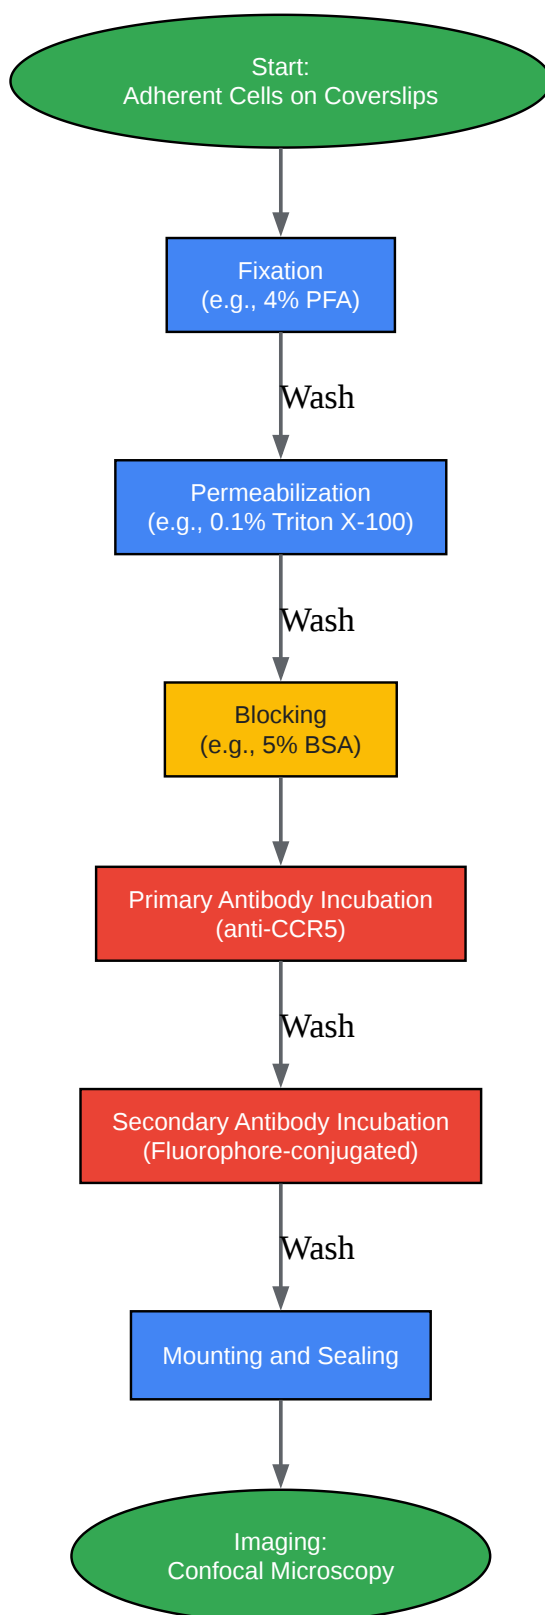 Start:
Adherent Cells on Coverslips
Fixation
(e.g., 4% PFA)
Wash
Permeabilization
(e.g., 0.1% Triton X-100)
Wash
Blocking
(e.g., 5% BSA)
Primary Antibody Incubation
(anti-CCR5)
Wash
Secondary Antibody Incubation
(Fluorophore-conjugated)
Wash
Mounting and Sealing
Imaging:
Confocal Microscopy